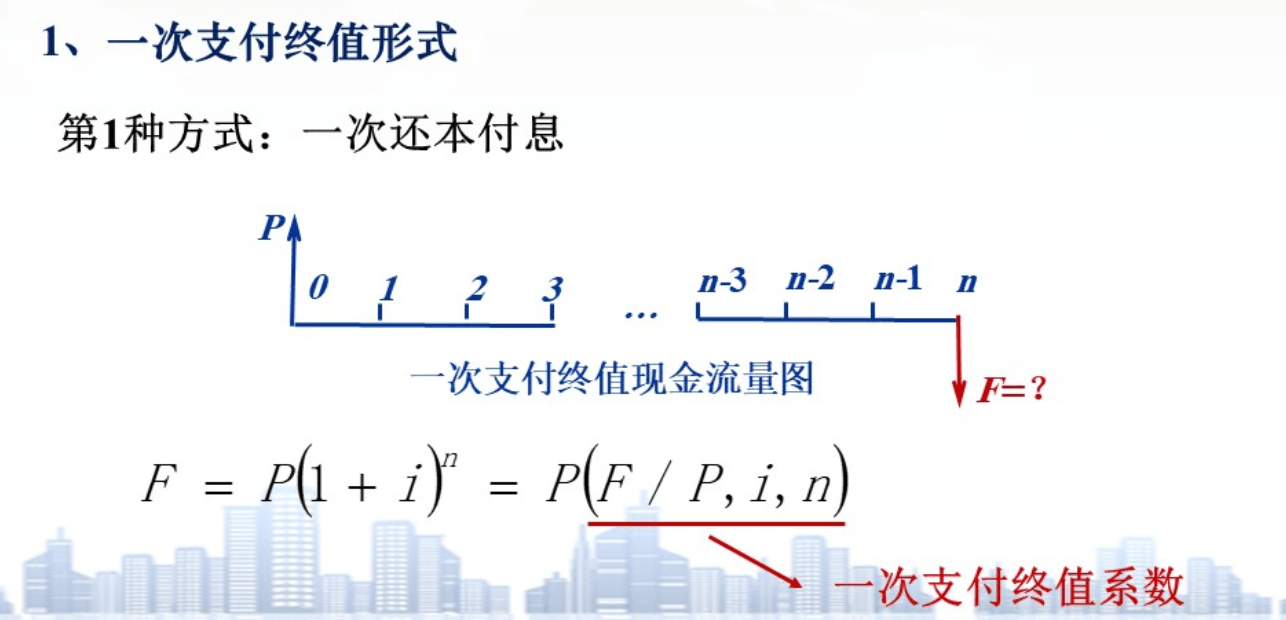 1、一次支付终值形式
第1种方式：一次还本付息
P
0 1 2 3 … n-3 n-2 n-1 n
一次支付终值现金流量图
F=？
F = P(1 + i)^n = P(F / P, i, n)
一次支付终值系数